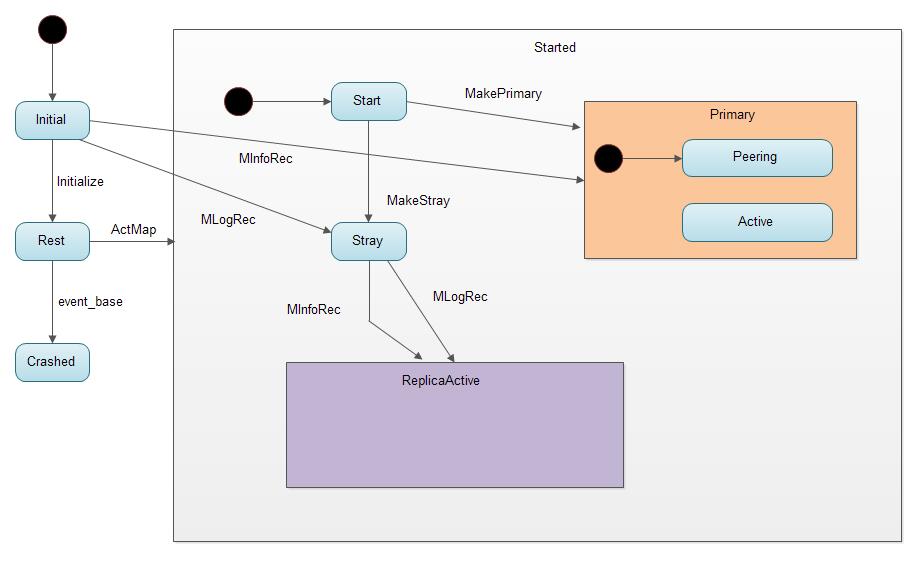 Started
Start
MakePrimary
Primary
Initial
MInfoRec
Peering
Initialize
MakeStray
MLogRec
Active
Rest
ActMap
Stray
event_base
MInfoRec
MLogRec
Crashed
ReplicaActive